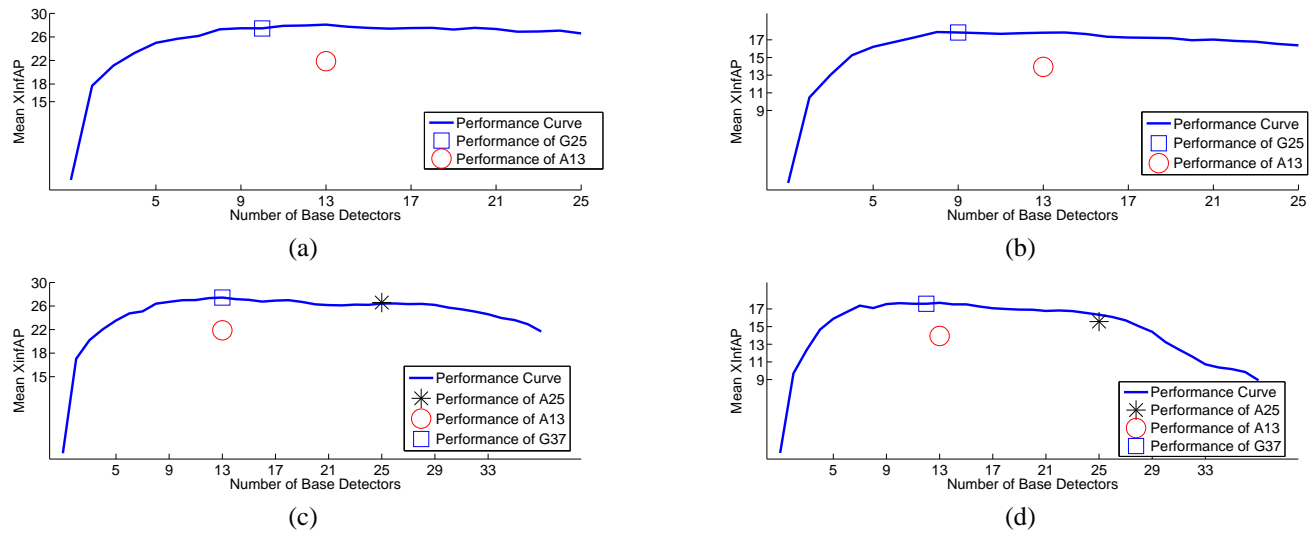 30
26
22
18
15
Mean XInfAP
5 9 13 17 21 25
Number of Base Detectors
Performance Curve
Performance of G25
Performance of A13
(a)
17
15
13
11
9
Mean XInfAP
5 9 13 17 21 25
Number of Base Detectors
Performance Curve
Performance of G25
Performance of A13
(b)
30
26
22
18
15
Mean XinfAP
5 9 13 17 21 25 29 33
Number of Base Detectors
Performance Curve
Performance of A25
Performance of A13
Performance of G37
(c)
17
15
13
11
9
Mean XInfAP
5 9 13 17 21 25 29 33
Number of Base Detectors
Performance Curve
Performance of A25
Performance of A13
Performance of G37
(d)